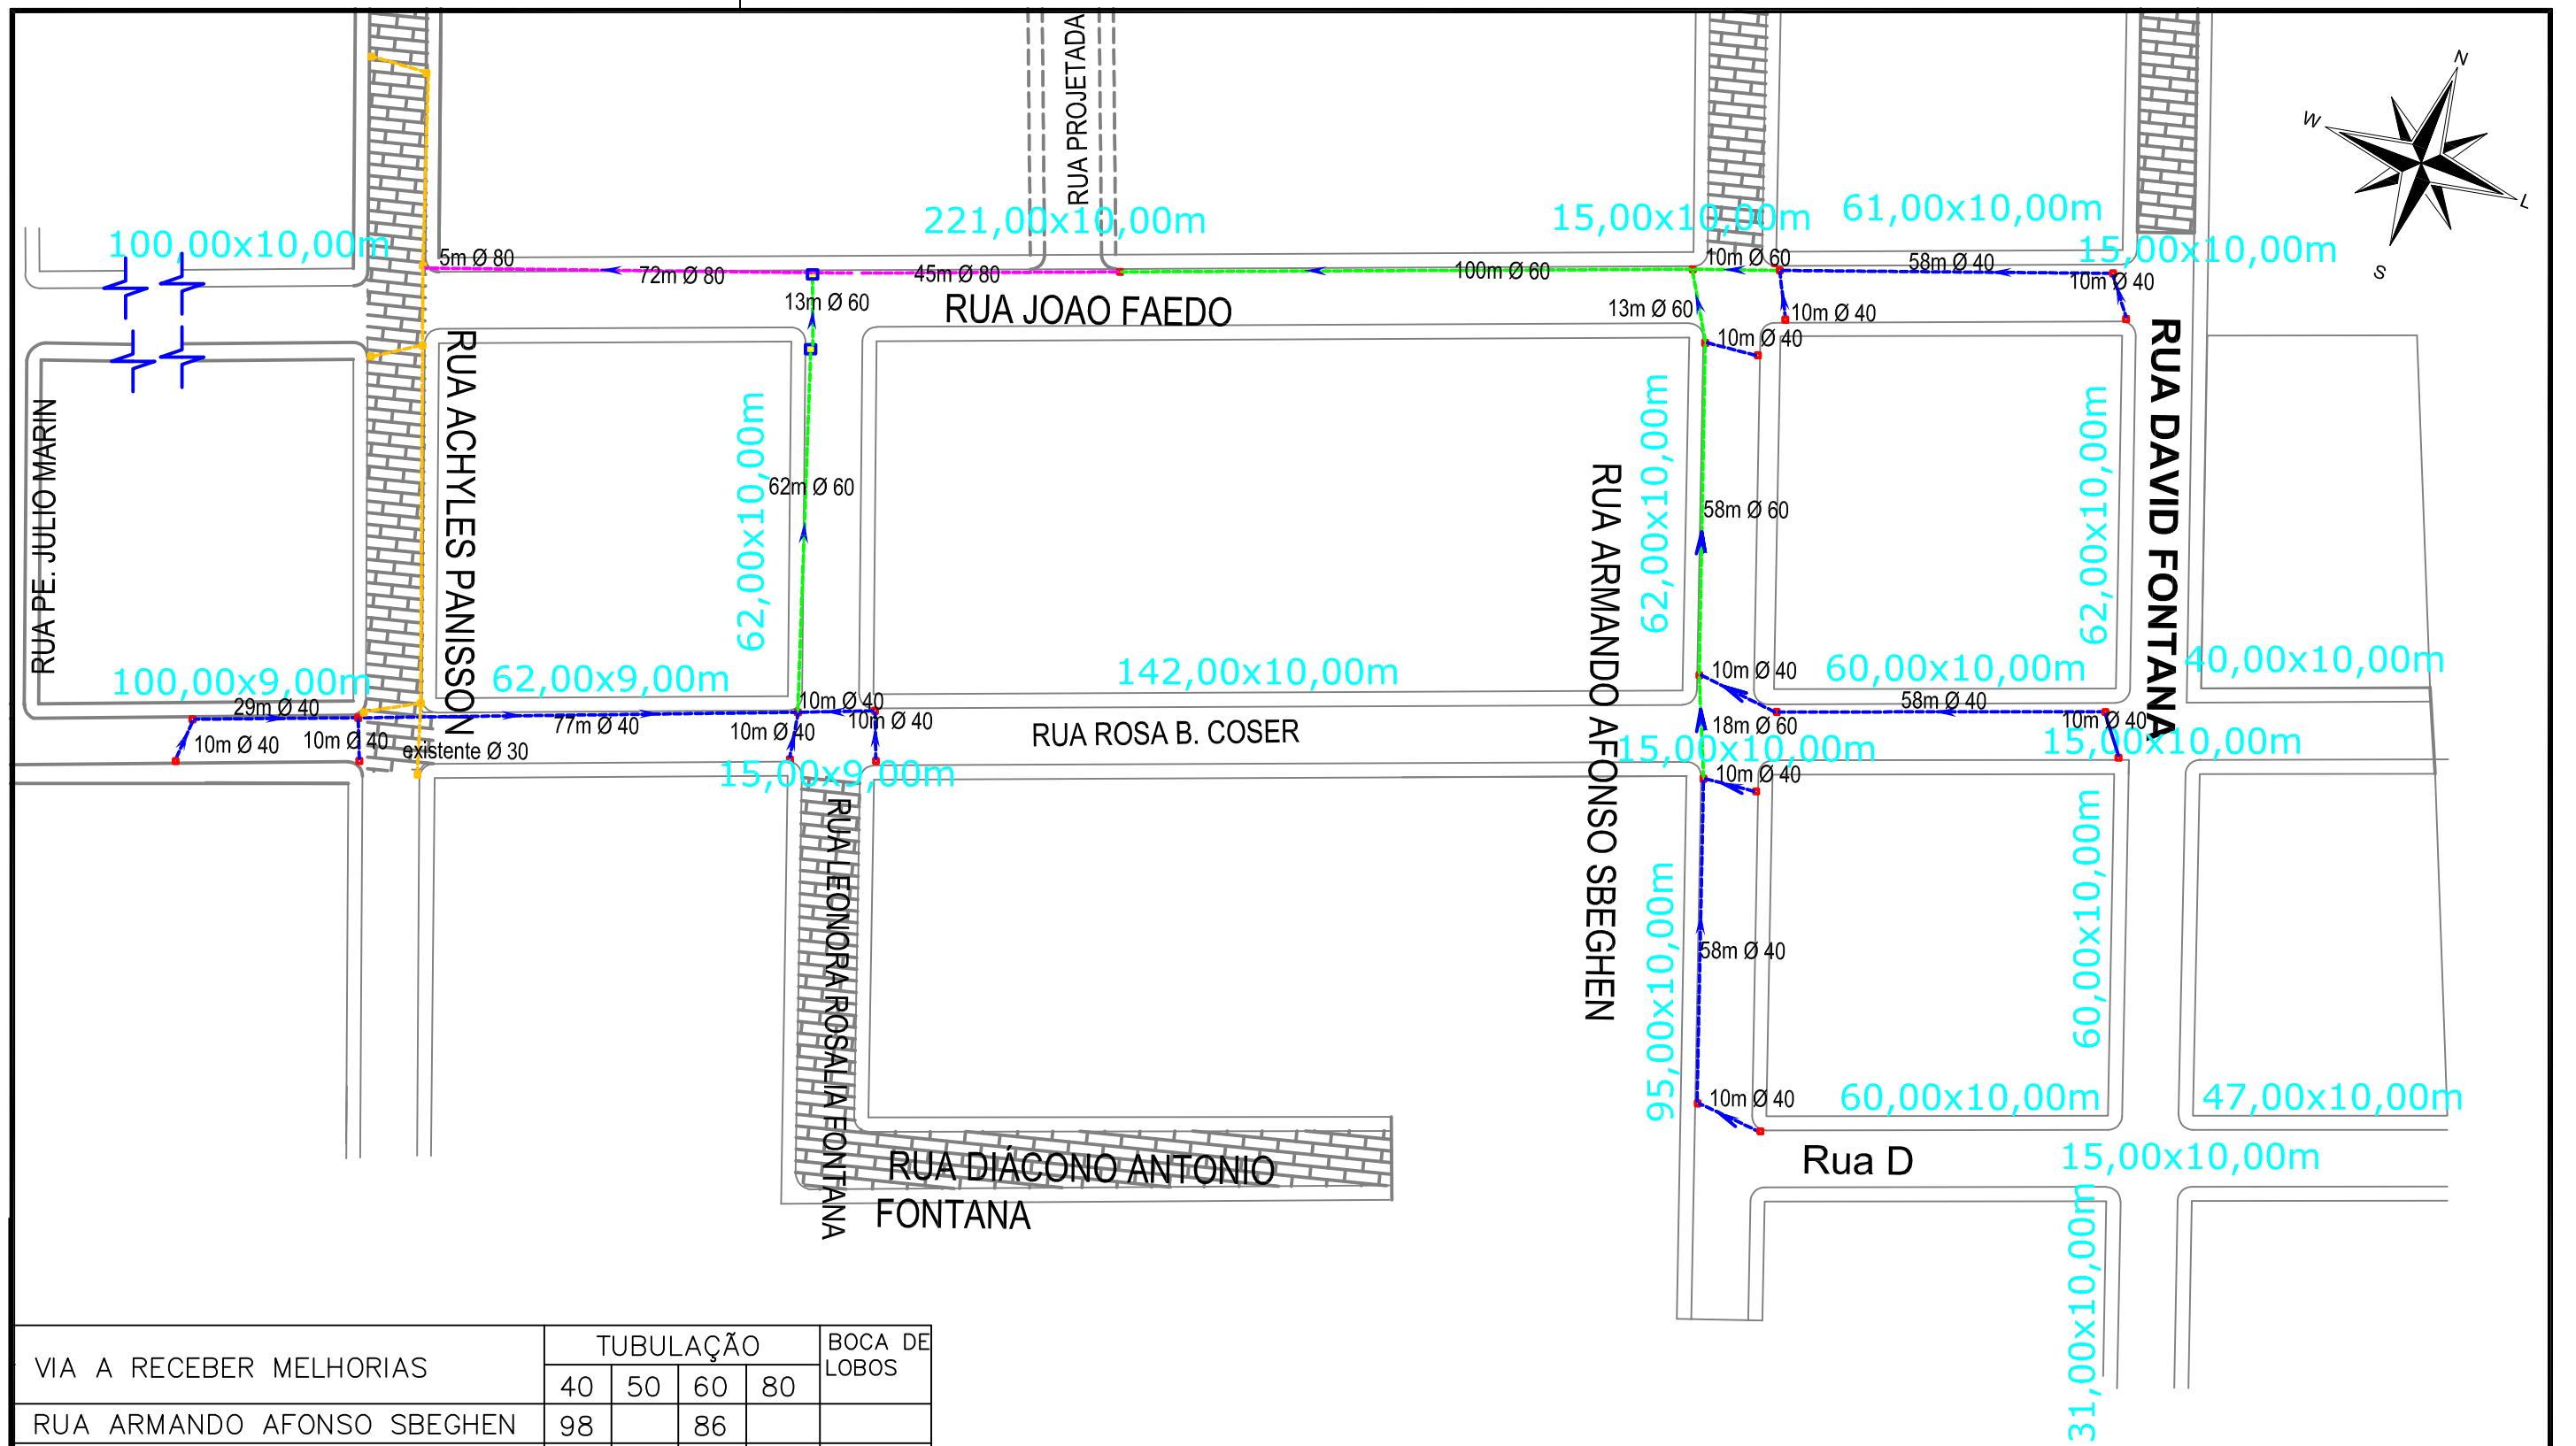 RUA PROJETADA
N
W
L
S
100,00x10,00m
221,00x10,00m
15,00x10,00m
61,00x10,00m
15,00x10,00m
5m Ø 80
72m Ø 80
45m Ø 80
100m Ø 60
10m Ø 60
58m Ø 40
10m Ø 40
13m Ø 60
RUA JOAO FAEDO
13m Ø 60
10m Ø 40
10m Ø 40
RUA PE. JULIO MARIN
RUA ACHYLES PANISSON
62,00x10,00m
62m Ø 60
62,00x10,00m
58m Ø 60
RUA ARMANDO AFONSO SBEGHEN
62,00x10,00m
RUA DAVID FONTANA
100,00x9,00m
62,00x9,00m
142,00x10,00m
10m Ø 40
60,00x10,00m
40,00x10,00m
29m Ø 40
77m Ø 40
10m Ø 40
10m Ø 40
58m Ø 40
10m Ø 40
10m Ø 40
10m Ø 40
existente Ø 30
10m Ø 40
RUA ROSA B. COSER
18m Ø 60
15,00x10,00m
15,00x10,00m
15,00x9,00m
10m Ø 40
RUA LEONORA ROSALIA FONTANA
95,00x10,00m
58m Ø 40
60,00x10,00m
10m Ø 40
60,00x10,00m
47,00x10,00m
RUA DIÁCONO ANTONIO
FONTANA
Rua D
15,00x10,00m
31,00x10,00m
VIA A RECEBER MELHORIAS
TUBULAÇÃO
BOCA DE
LOBOS
40 50 60 80
RUA ARMANDO AFONSO SBEGHEN 98 86